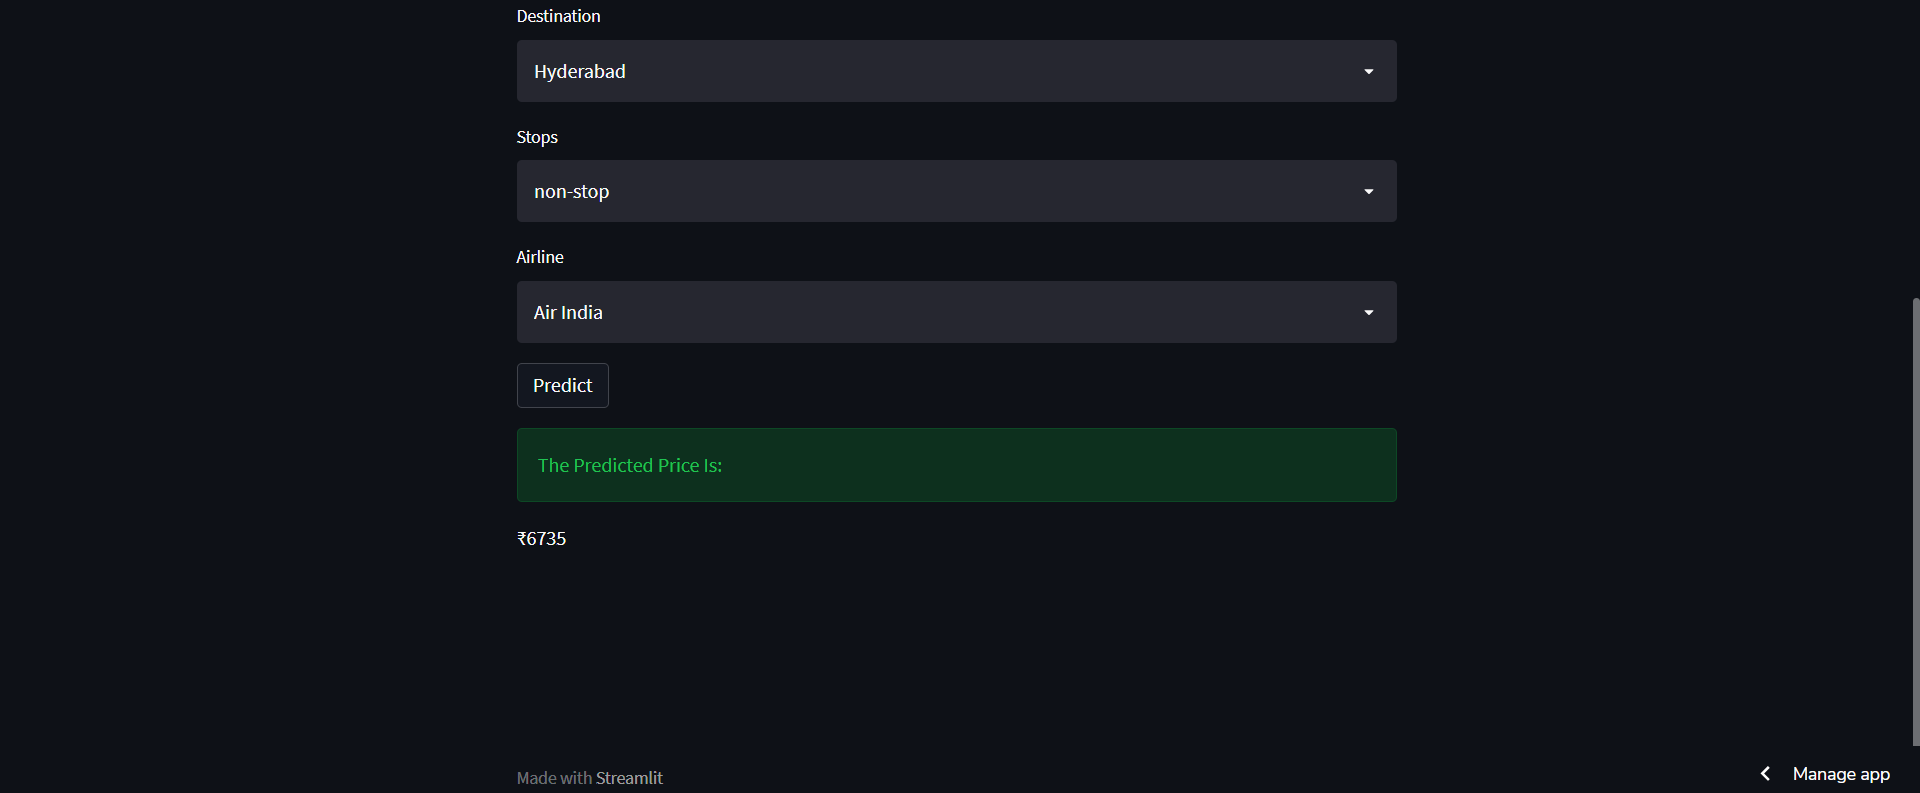 Destination
Hyderabad
Stops
non-stop
Airline
Air India
Predict
The Predicted Price Is:
₹6735
Made with Streamlit
Manage app